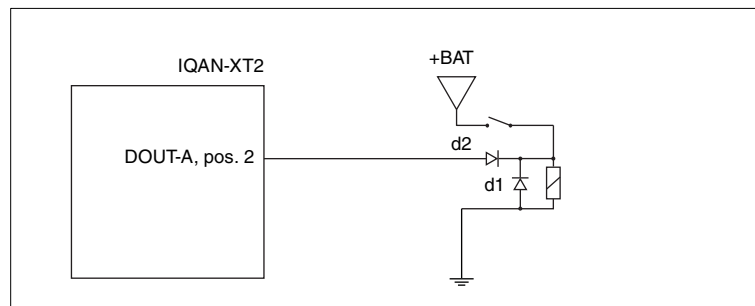 IQAN-XT2
+BAT
DOUT-A, pos. 2
d2
d1